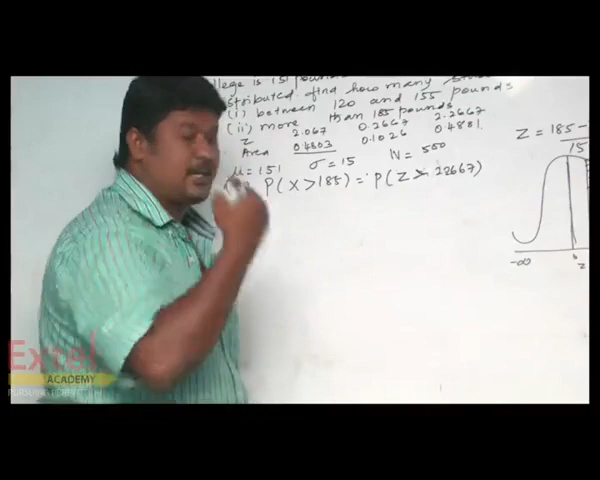 llege is 151 pounds
stributed find how many
(i) between 120 and 155 pounds
(ii) more than 185 pounds
Z 2.067 0.2667 2.2667
Area 0.4803 0.1026 0.4881
μ = 151 σ = 15 N = 500
P(X > 185) = P(Z > 2.2667)
Z = 185 -
15
-∞
Extel
ACADEMY